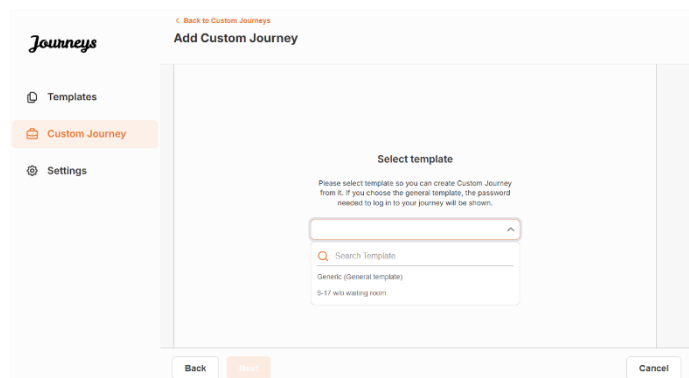 Back to Custom Journeys
Journeys
Add Custom Journey
Templates
Custom Journey
Settings
Select template
Please select template so you can create Custom Journey
from it. If you choose the general template, the password
needed to log in to your journey will be shown.
Search Template
Generic (General template)
9-17 w/o waiting room
Back
Next
Cancel